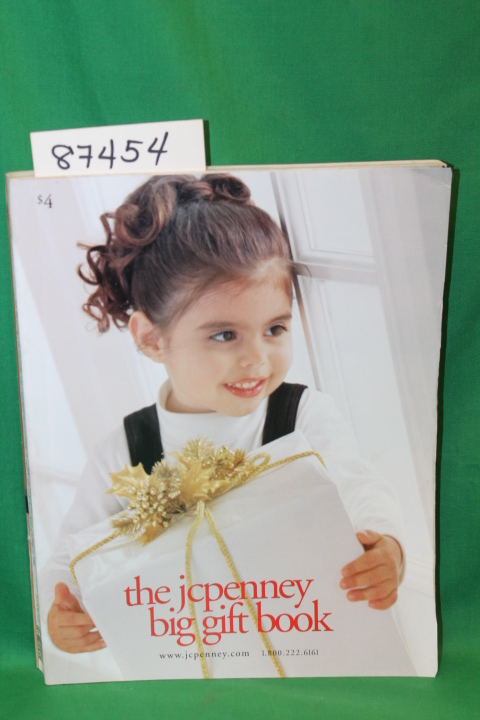 87454
$4
the jcpenney
big gift book
www.jcpenney.com 1.800.222.6161